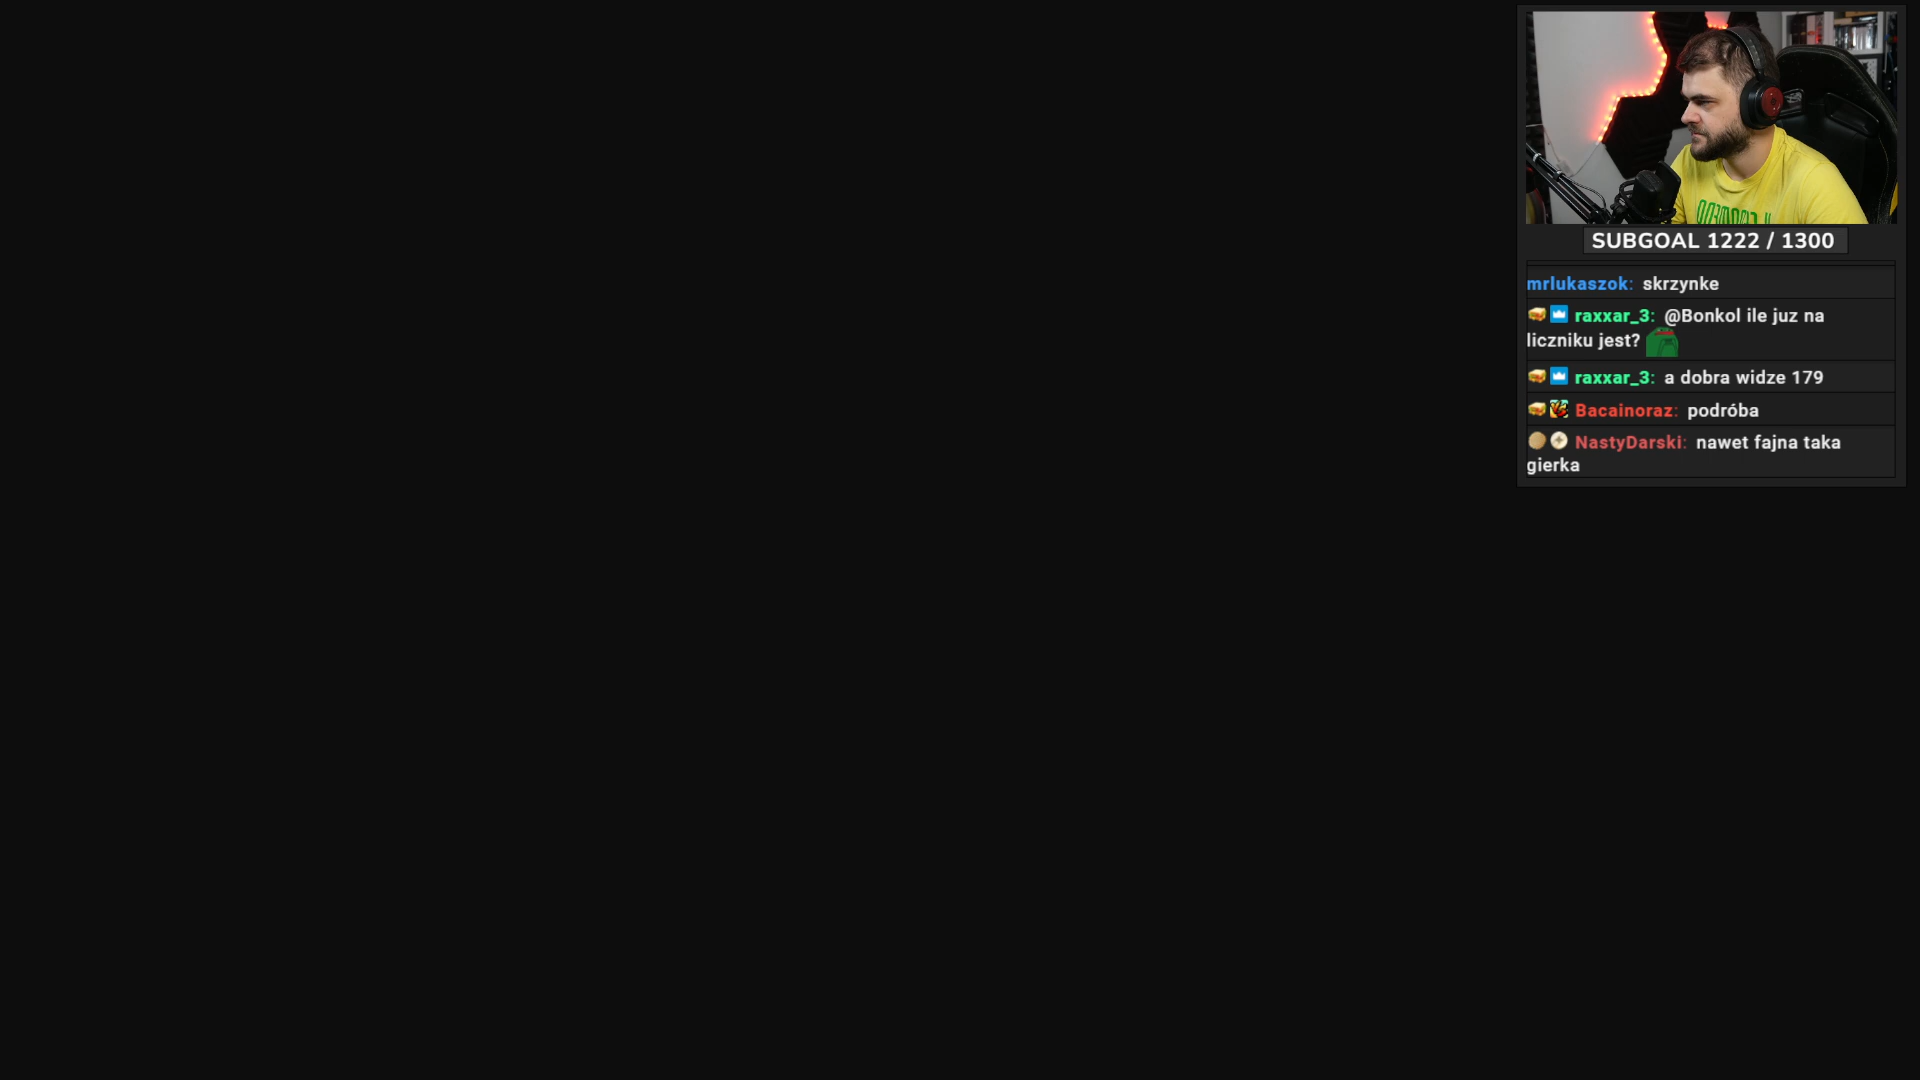 SUBGOAL 1222 / 1300
mrlukaszok: skrzynke
raxxar_3: @Bonkol ile juz na
liczniku jest?
raxxar_3: a dobra widze 179
Bacainoraz: podróba
NastyDarski: nawet fajna taka
gierka